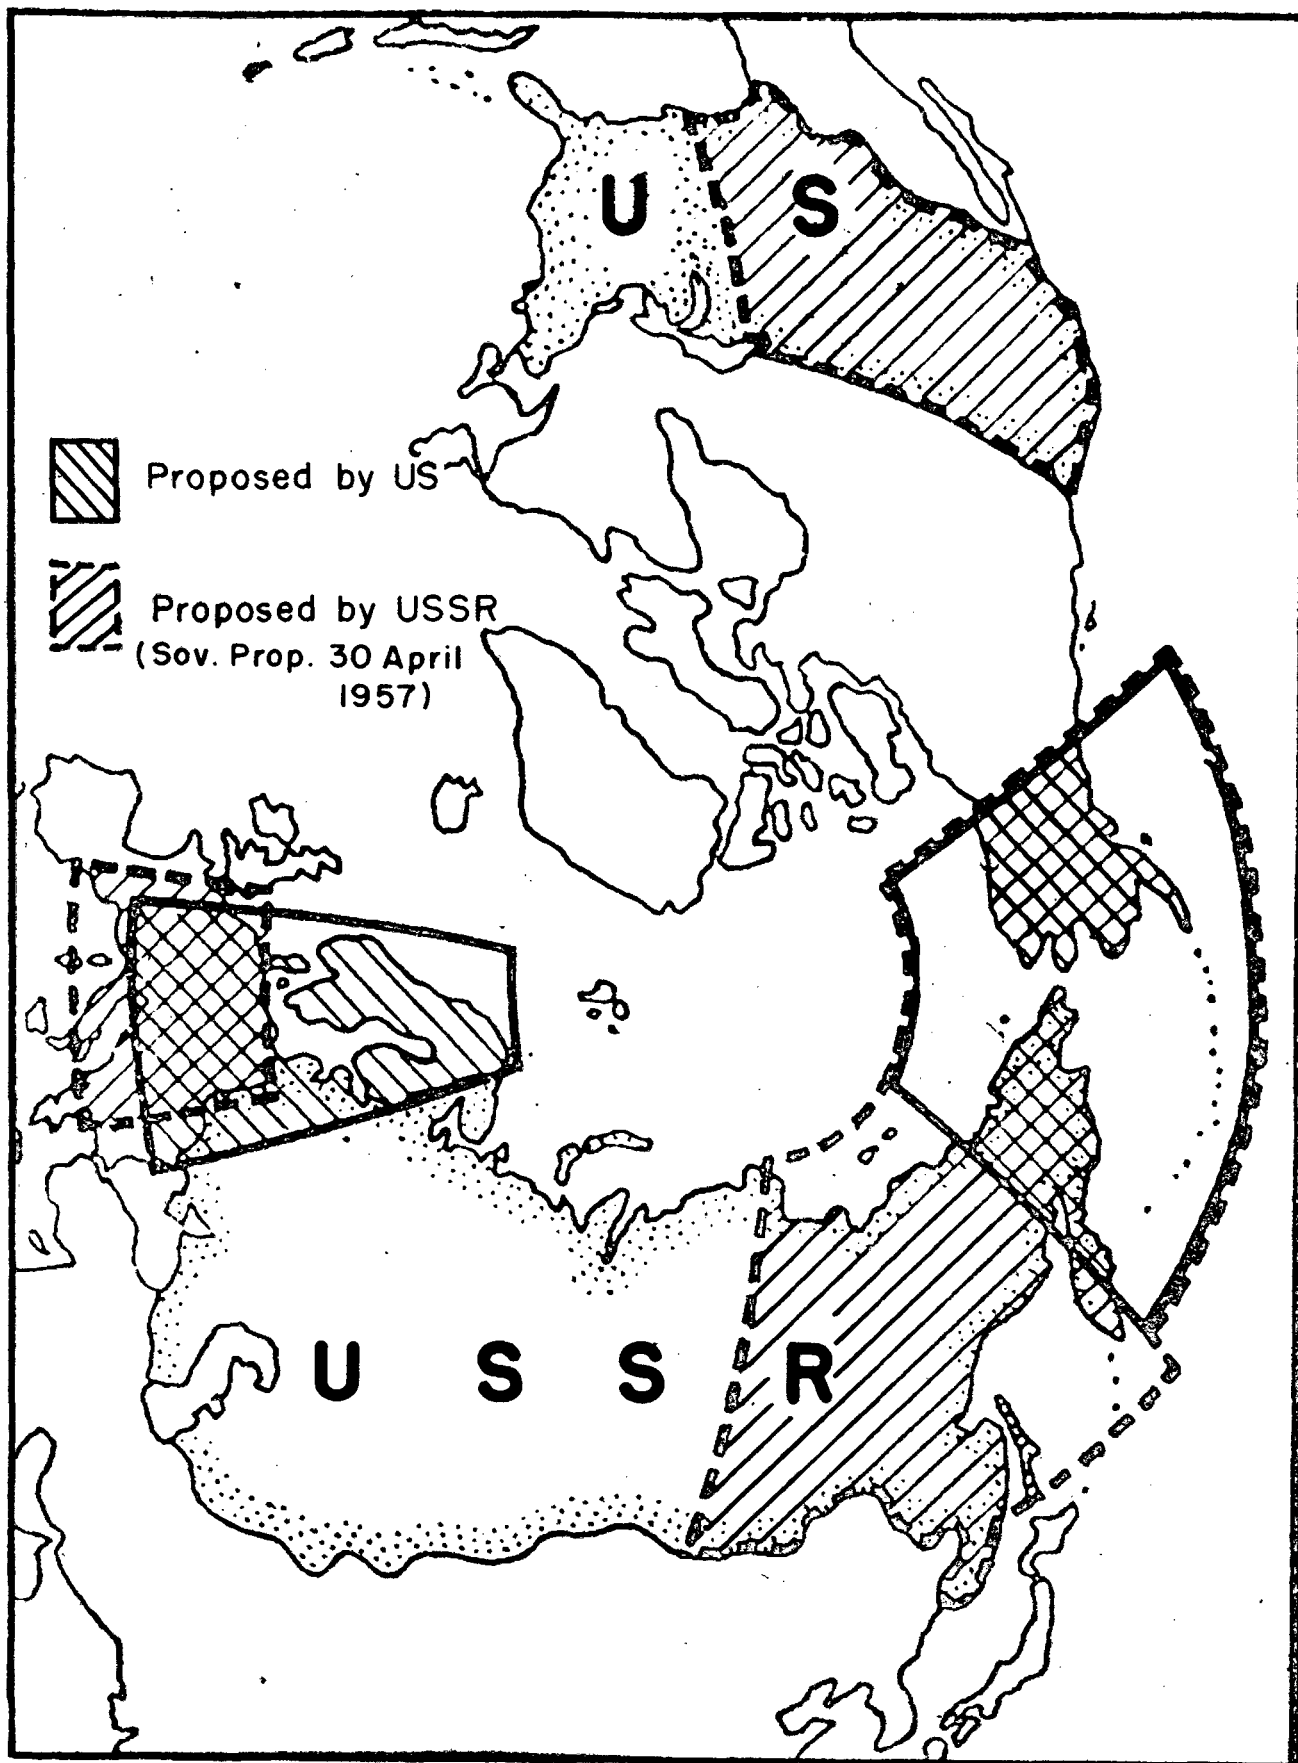 U S
Proposed by US
Proposed by USSR
(Sov. Prop. 30 April
1957)
U S S R